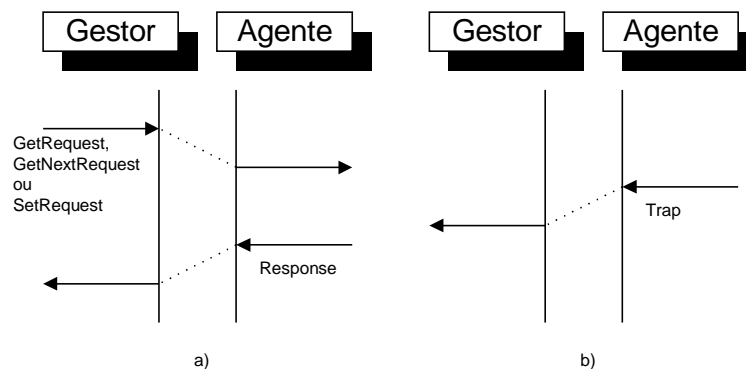 Gestor
Agente
GetRequest,
GetNextRequest
ou
SetRequest
Response
a)
Gestor
Agente
Trap
b)